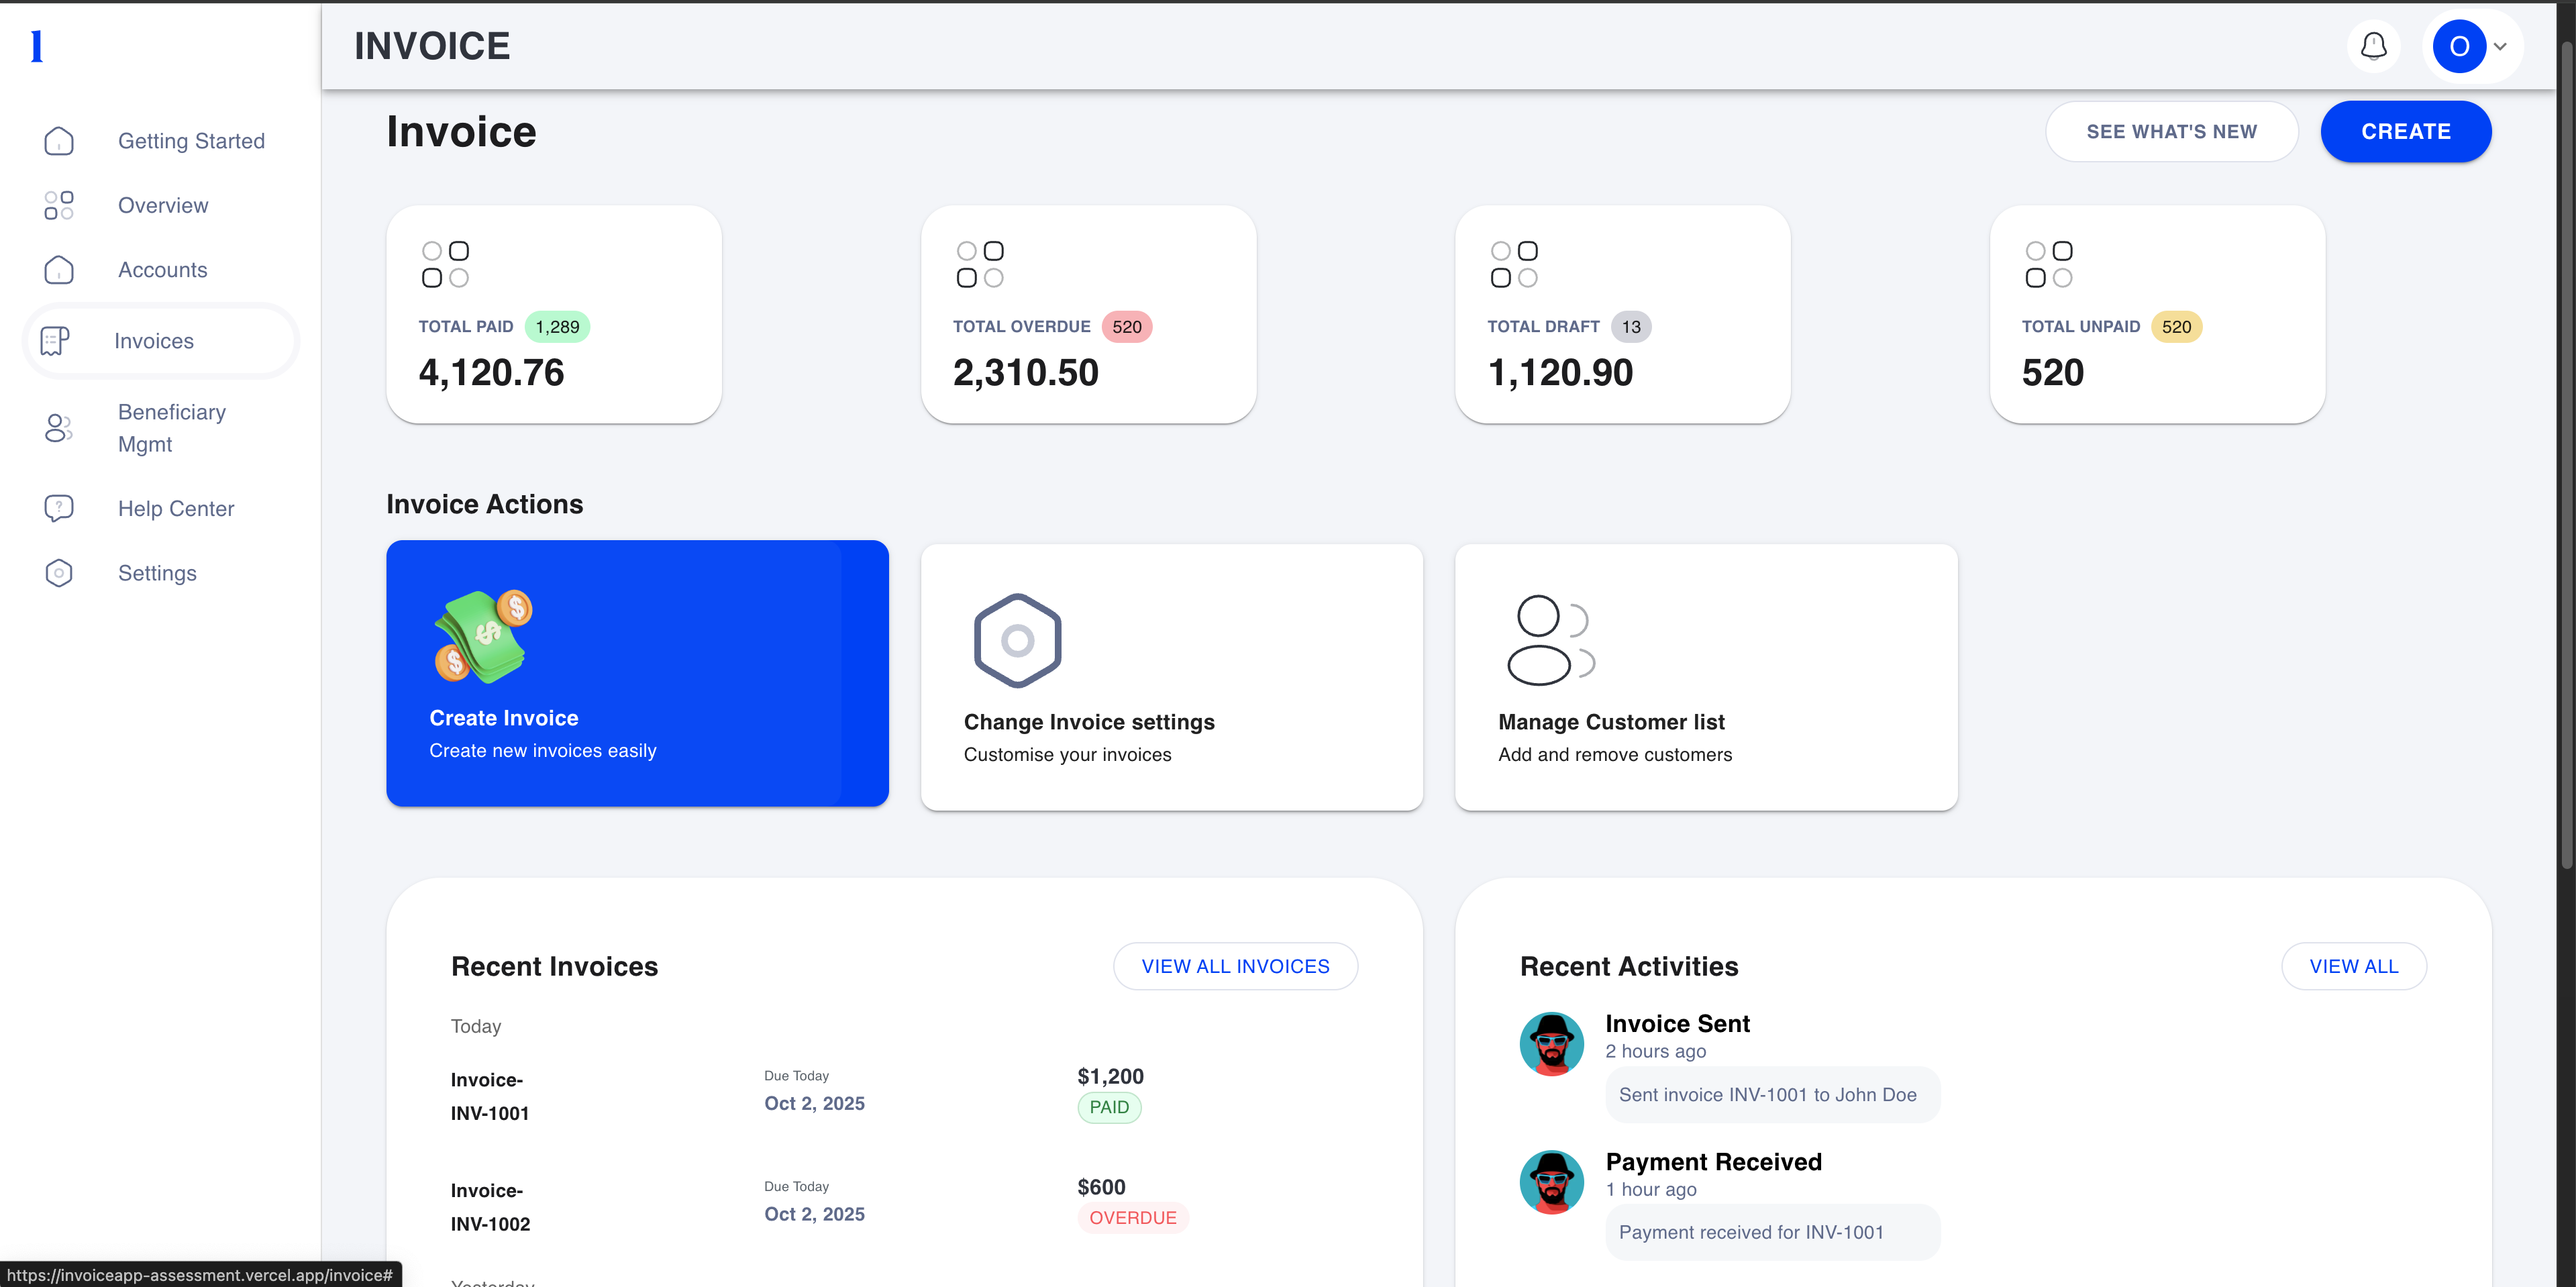 1
INVOICE
O
Getting Started
Overview
Accounts
Invoices
Beneficiary
Mgmt
Help Center
Settings
Invoice
SEE WHAT'S NEW
CREATE
TOTAL PAID 1,289
4,120.76
TOTAL OVERDUE 520
2,310.50
TOTAL DRAFT 13
1,120.90
TOTAL UNPAID 520
520
Invoice Actions
Create Invoice
Create new invoices easily
Change Invoice settings
Customise your invoices
Manage Customer list
Add and remove customers
Recent Invoices
VIEW ALL INVOICES
Today
Invoice-
INV-1001
Due Today
Oct 2, 2025
$1,200
PAID
Invoice-
INV-1002
Due Today
Oct 2, 2025
$600
OVERDUE
Yesterday
Recent Activities
VIEW ALL
Invoice Sent
2 hours ago
Sent invoice INV-1001 to John Doe
Payment Received
1 hour ago
Payment received for INV-1001
https://invoiceapp-assessment.vercel.app/invoice#